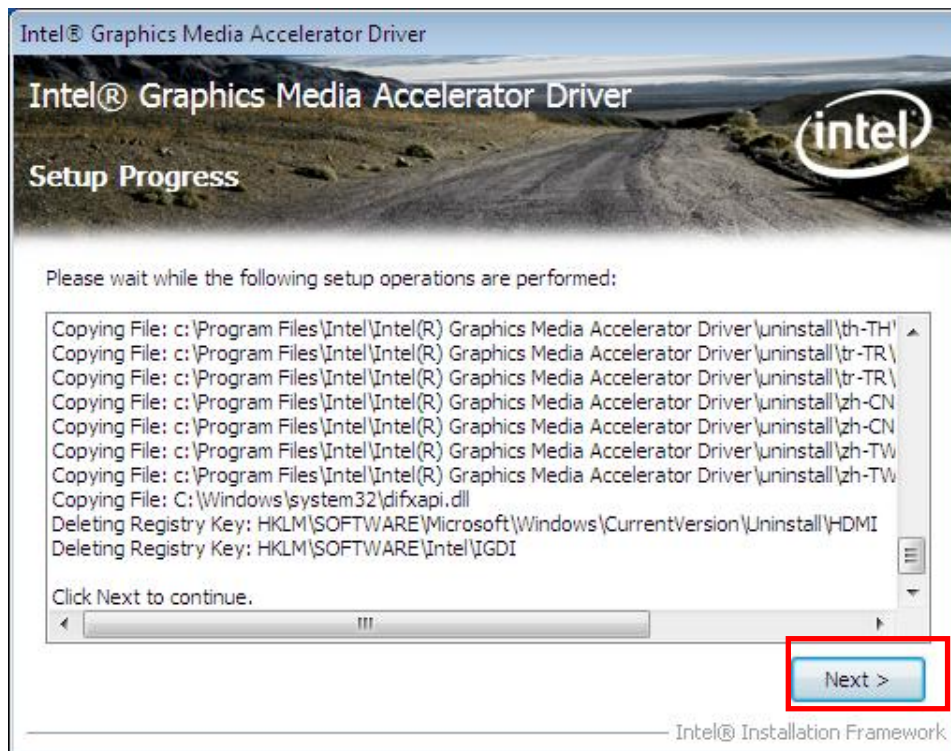 Intel® Graphics Media Accelerator Driver
Intel® Graphics Media Accelerator Driver
intel
Setup Progress
Please wait while the following setup operations are performed:
Copying File: c:\Program Files\Intel\Intel(R) Graphics Media Accelerator Driver\uninstall\th-TH\
Copying File: c:\Program Files\Intel\Intel(R) Graphics Media Accelerator Driver\uninstall\tr-TR\
Copying File: c:\Program Files\Intel\Intel(R) Graphics Media Accelerator Driver\uninstall\tr-TR\
Copying File: c:\Program Files\Intel\Intel(R) Graphics Media Accelerator Driver\uninstall\zh-CN
Copying File: c:\Program Files\Intel\Intel(R) Graphics Media Accelerator Driver\uninstall\zh-CN
Copying File: c:\Program Files\Intel\Intel(R) Graphics Media Accelerator Driver\uninstall\zh-TW
Copying File: c:\Program Files\Intel\Intel(R) Graphics Media Accelerator Driver\uninstall\zh-TW
Copying File: C:\Windows\system32\difxapi.dll
Deleting Registry Key: HKLM\SOFTWARE\Microsoft\Windows\CurrentVersion\Uninstall\HDMI
Deleting Registry Key: HKLM\SOFTWARE\Intel\IGDI
Click Next to continue.
Next >
Intel® Installation Framework